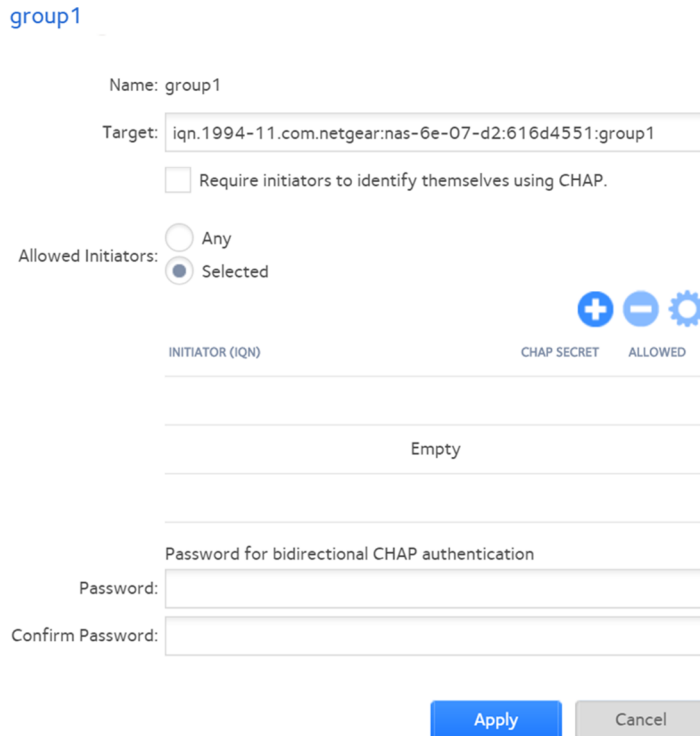 group1
Name: group1
Target: iqn.1994-11.com.netgear:nas-6e-07-d2:616d4551:group1
Require initiators to identify themselves using CHAP.
Any
Allowed Initiators:
Selected
INITIATOR (IQN) CHAP SECRET ALLOWED
Empty
Password for bidirectional CHAP authentication
Password:
Confirm Password:
Apply Cancel